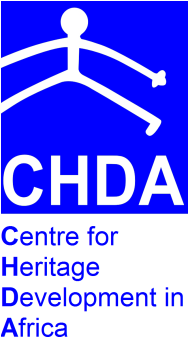 CHDA
Centre for
Heritage
Development in
Africa